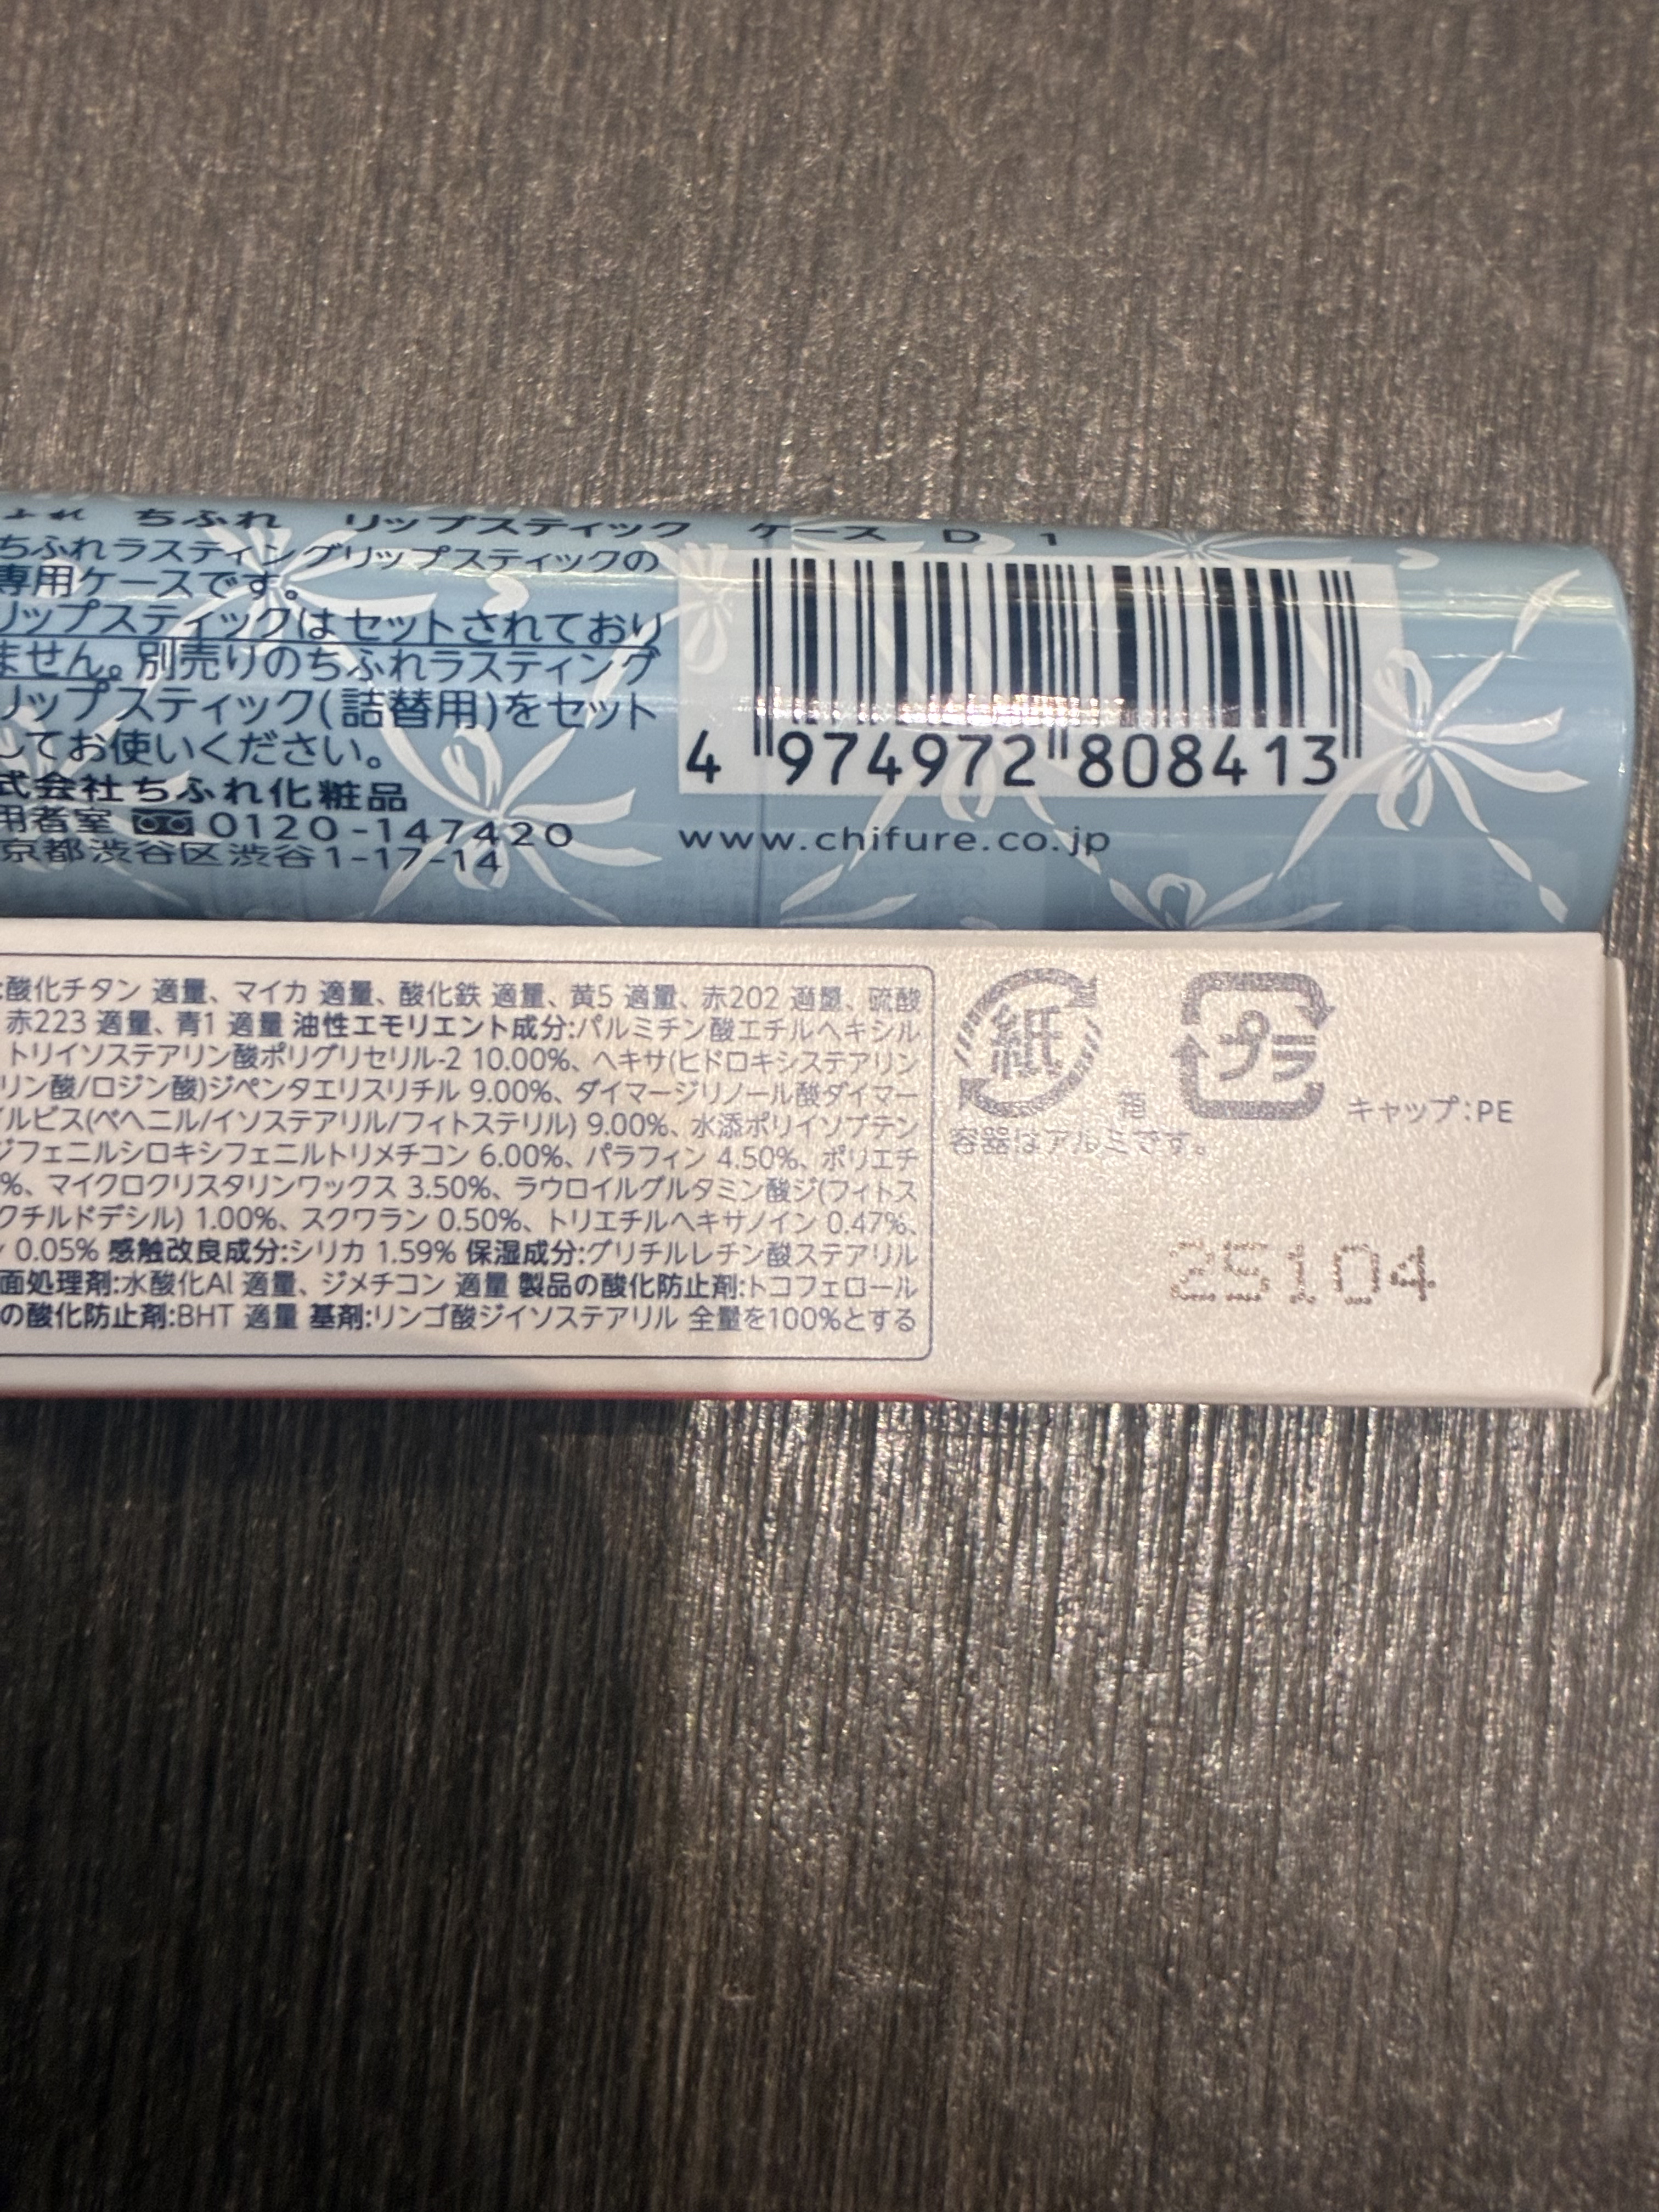 ちふれ リップスティック ケース D 1
ちふれラスティングリップスティックの
専用ケースです。
リップスティックはセットされており
ません。別売りのちふれラスティング
リップスティック(詰替用)をセット
してお使いください。
式会社ちふれ化粧品
用者室 0120-147420
京都渋谷区渋谷1-17-14
4 974972 808413
www.chifure.co.jp
酸化チタン 適量、マイカ 適量、酸化鉄 適量、黄5 適量、赤202 適量、硫酸
赤223 適量、青1 適量 油性エモリエント成分:パルミチン酸エチルヘキシル
トリイソステアリン酸ポリグリセリル-2 10.00%、ヘキサ(ヒドロキシステアリン
リン酸/ロジン酸)ジペンタエリスリチル 9.00%、ダイマージリノール酸ダイマー
ルビス(ベヘニル/イソステアリル/フィトステリル) 9.00%、水添ポリイソブテン
ジフェニルシロキシフェニルトリメチコン 6.00%、パラフィン 4.50%、ポリエチ
%、マイクロクリスタリンワックス 3.50%、ラウロイルグルタミン酸ジ(フィトス
クチルドデシル) 1.00%、スクワラン 0.50%、トリエチルヘキサノイン 0.47%、
0.05% 感触改良成分:シリカ 1.59% 保湿成分:グリチルレチン酸ステアリル
面処理剤:水酸化Al 適量、ジメチコン 適量 製品の酸化防止剤:トコフェロール
の酸化防止剤:BHT 適量 基剤:リンゴ酸ジイソステアリル 全量を100%とする
紙 箱 プラ キャップ:PE
容器はアルミです。
25104